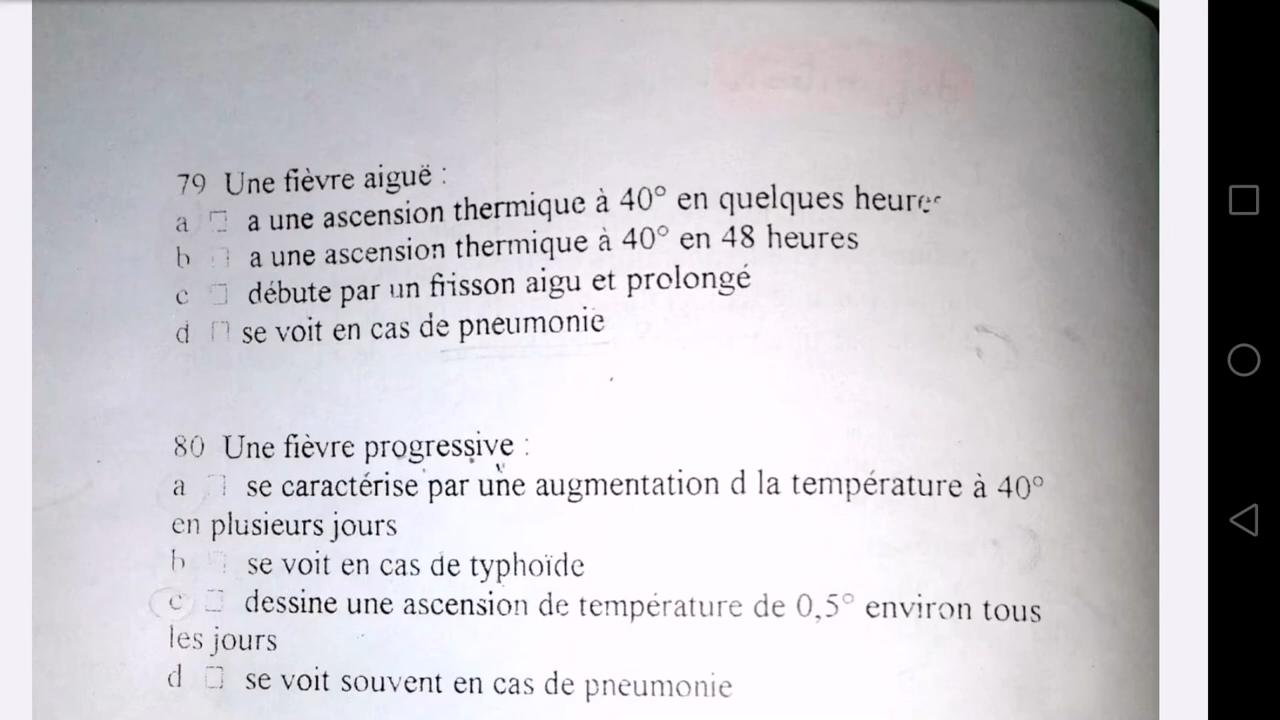 79 Une fièvre aiguë :
a □ a une ascension thermique à 40° en quelques heures
b □ a une ascension thermique à 40° en 48 heures
c □ débute par un frisson aigu et prolongé
d □ se voit en cas de pneumonie
80 Une fièvre progressive :
a □ se caractérise par une augmentation d la température à 40°
en plusieurs jours
b □ se voit en cas de typhoïde
c □ dessine une ascension de température de 0,5° environ tous
les jours
d □ se voit souvent en cas de pneumonie